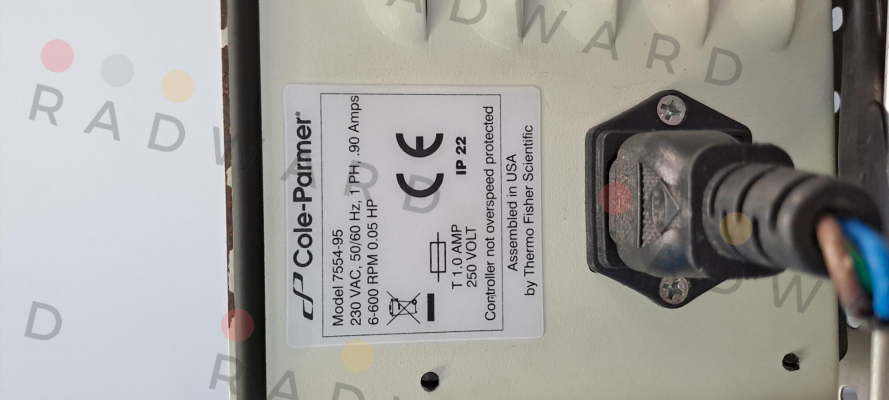 Cole-Parmer®
Model 7554-95
230 VAC, 50/60 Hz, 1 PH, .90 Amps
6-600 RPM 0.05 HP
CE
IP 22
T 1.0 AMP
250 VOLT
Controller not overspeed protected
Assembled in USA
by Thermo Fisher Scientific
RADWARD
RADWARD
RADWARD
D
RAD